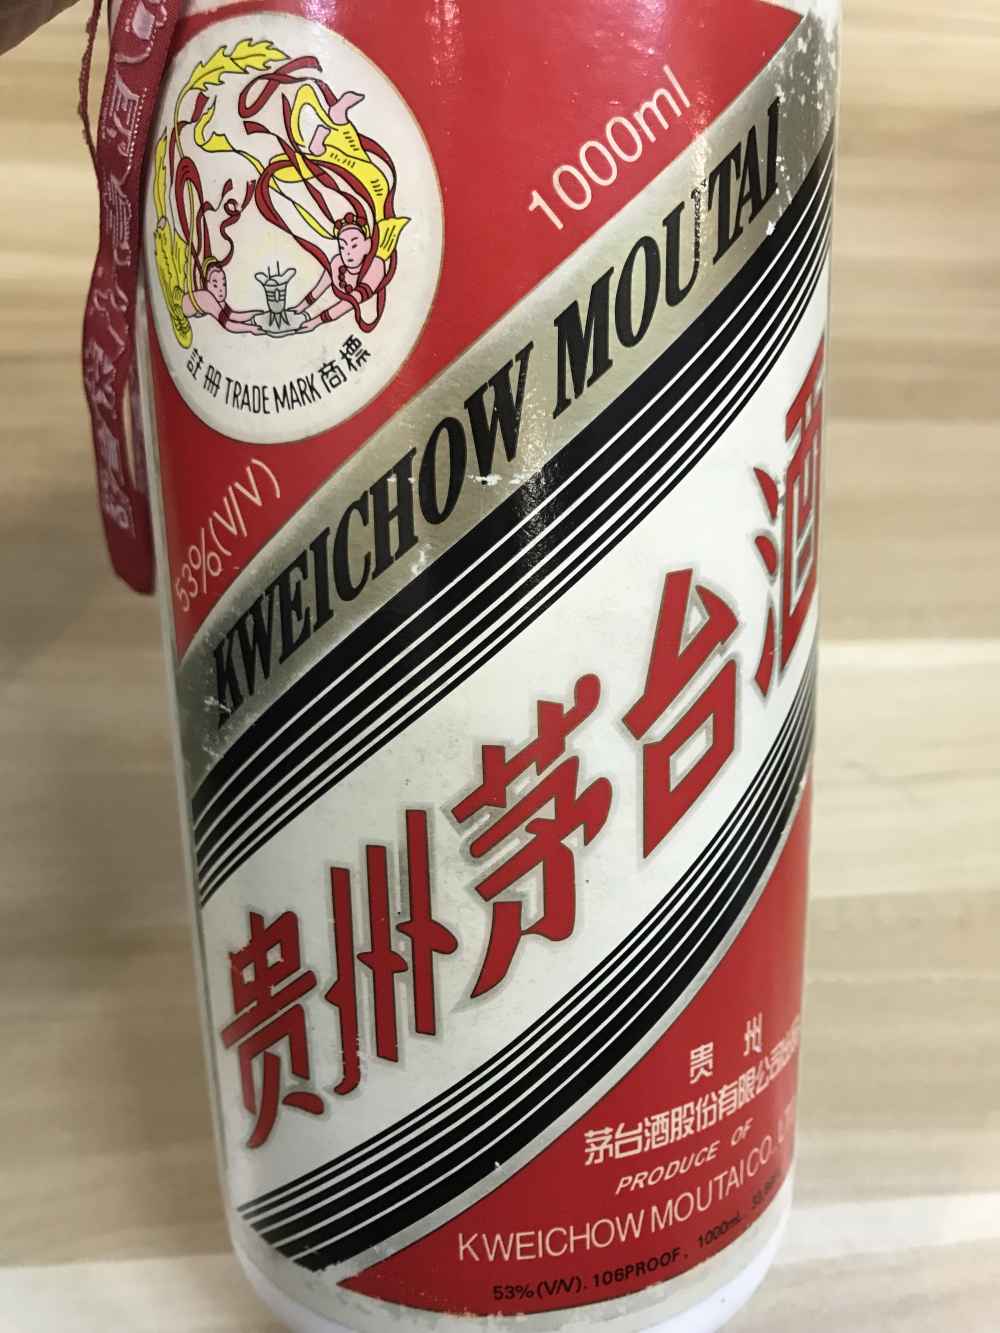 註册 TRADE MARK 商標
1000ml
53%(V/V)
KWEICHOW MOUTAI
贵州茅台酒
贵州
茅台酒股份有限公司
PRODUCE OF
KWEICHOW MOUTAI CO.,
53%(V/V). 106PROOF. 1000mL.